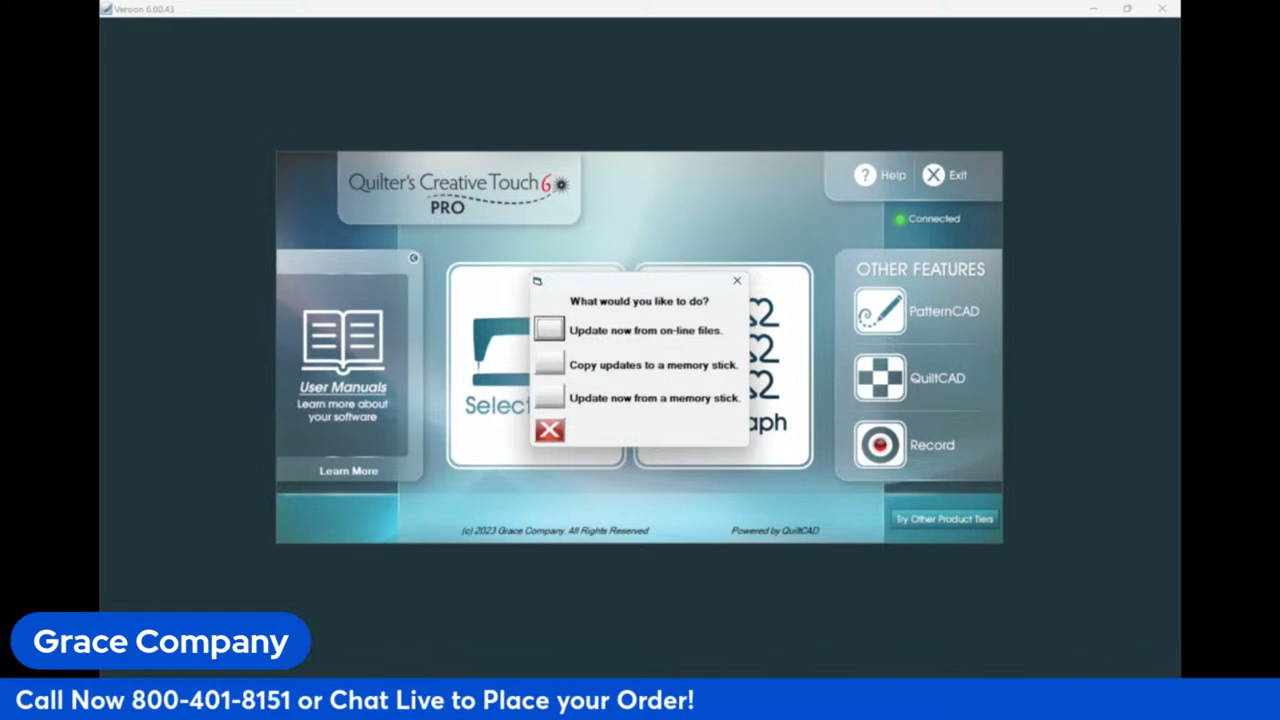 Version 6.00.43
Quilter's Creative Touch 6
PRO
? Help
X Exit
Connected
User Manuals
Learn more about
your software
Learn More
What would you like to do?
Update now from on-line files.
Copy updates to a memory stick.
Update now from a memory stick.
Select
aph
OTHER FEATURES
PatternCAD
QuiltCAD
Record
(c) 2023 Grace Company. All Rights Reserved
Powered by QuiltCAD
Try Other Product Tiers
Grace Company
Call Now 800-401-8151 or Chat Live to Place your Order!